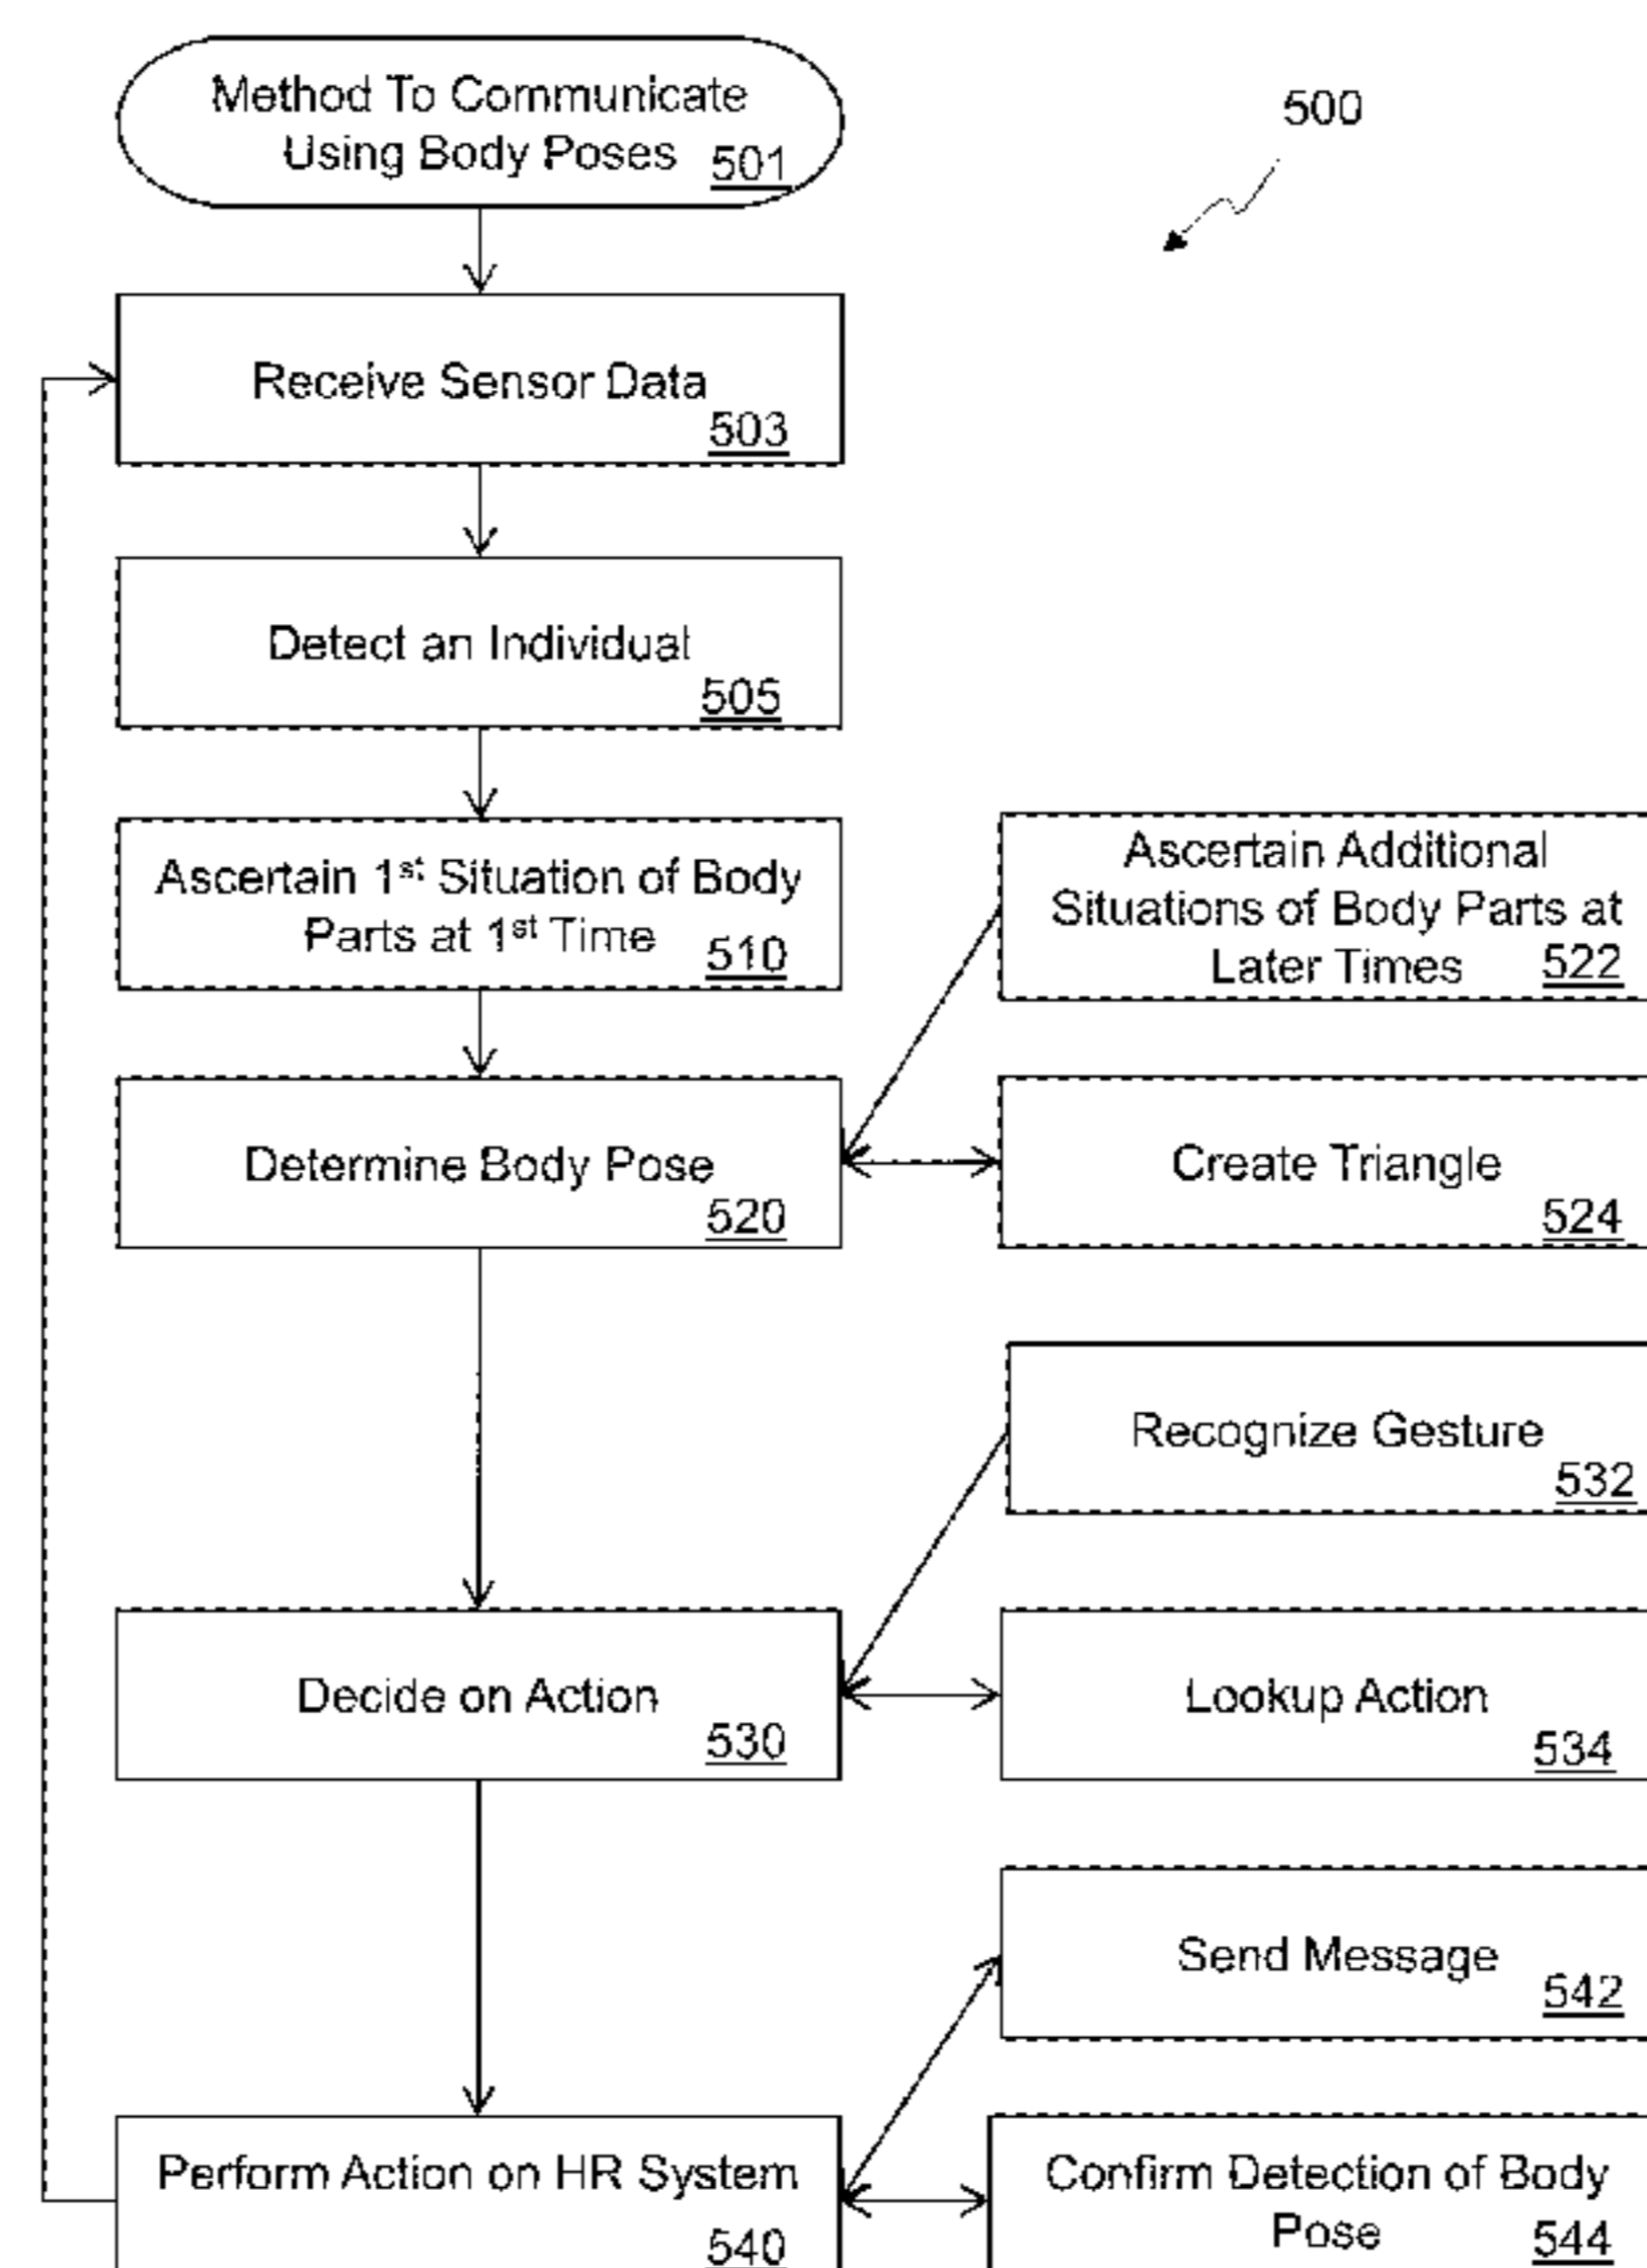 Method To Communicate
Using Body Poses 501
500
Receive Sensor Data
503
Detect an Individual
505
Ascertain 1st Situation of Body
Parts at 1st Time 510
Ascertain Additional
Situations of Body Parts at
Later Times 522
Determine Body Pose
520
Create Triangle
524
Recognize Gesture
532
Decide on Action
530
Lookup Action
534
Send Message
542
Perform Action on HR System
540
Confirm Detection of Body
Pose 544